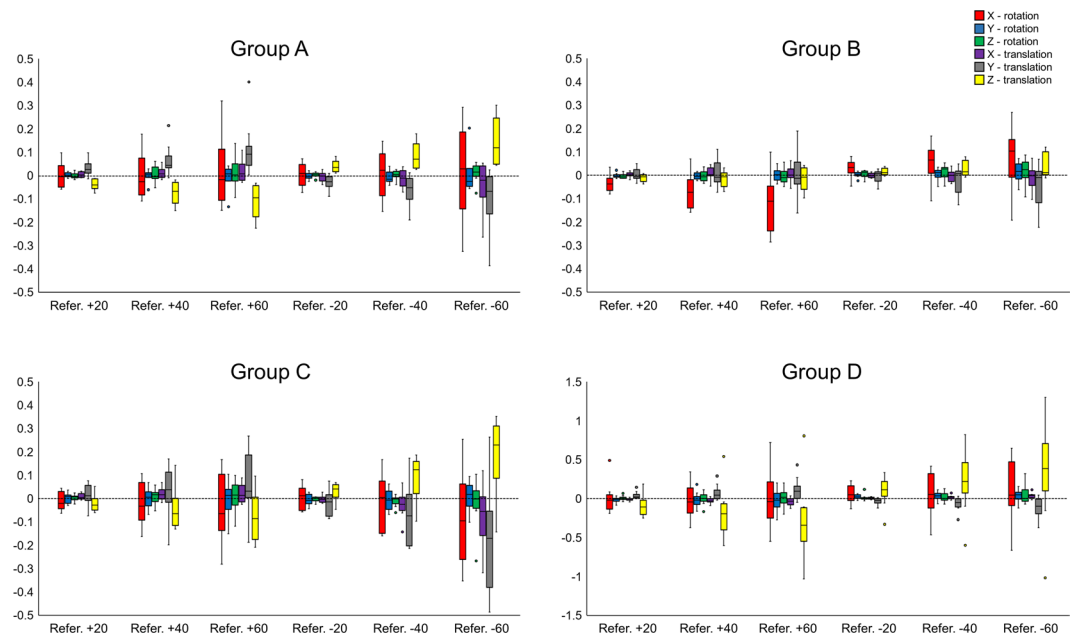 X - rotation
Y - rotation
Z - rotation
X - translation
Y - translation
Z - translation
Group A
0.5
0.4
0.3
0.2
0.1
0
-0.1
-0.2
-0.3
-0.4
-0.5
Refer. +20 Refer. +40 Refer. +60 Refer. -20 Refer. -40 Refer. -60
Group B
0.5
0.4
0.3
0.2
0.1
0
-0.1
-0.2
-0.3
-0.4
-0.5
Refer. +20 Refer. +40 Refer. +60 Refer. -20 Refer. -40 Refer. -60
Group C
0.5
0.4
0.3
0.2
0.1
0
-0.1
-0.2
-0.3
-0.4
-0.5
Refer. +20 Refer. +40 Refer. +60 Refer. -20 Refer. -40 Refer. -60
Group D
1.5
1
0.5
0
-0.5
-1
-1.5
Refer. +20 Refer. +40 Refer. +60 Refer. -20 Refer. -40 Refer. -60